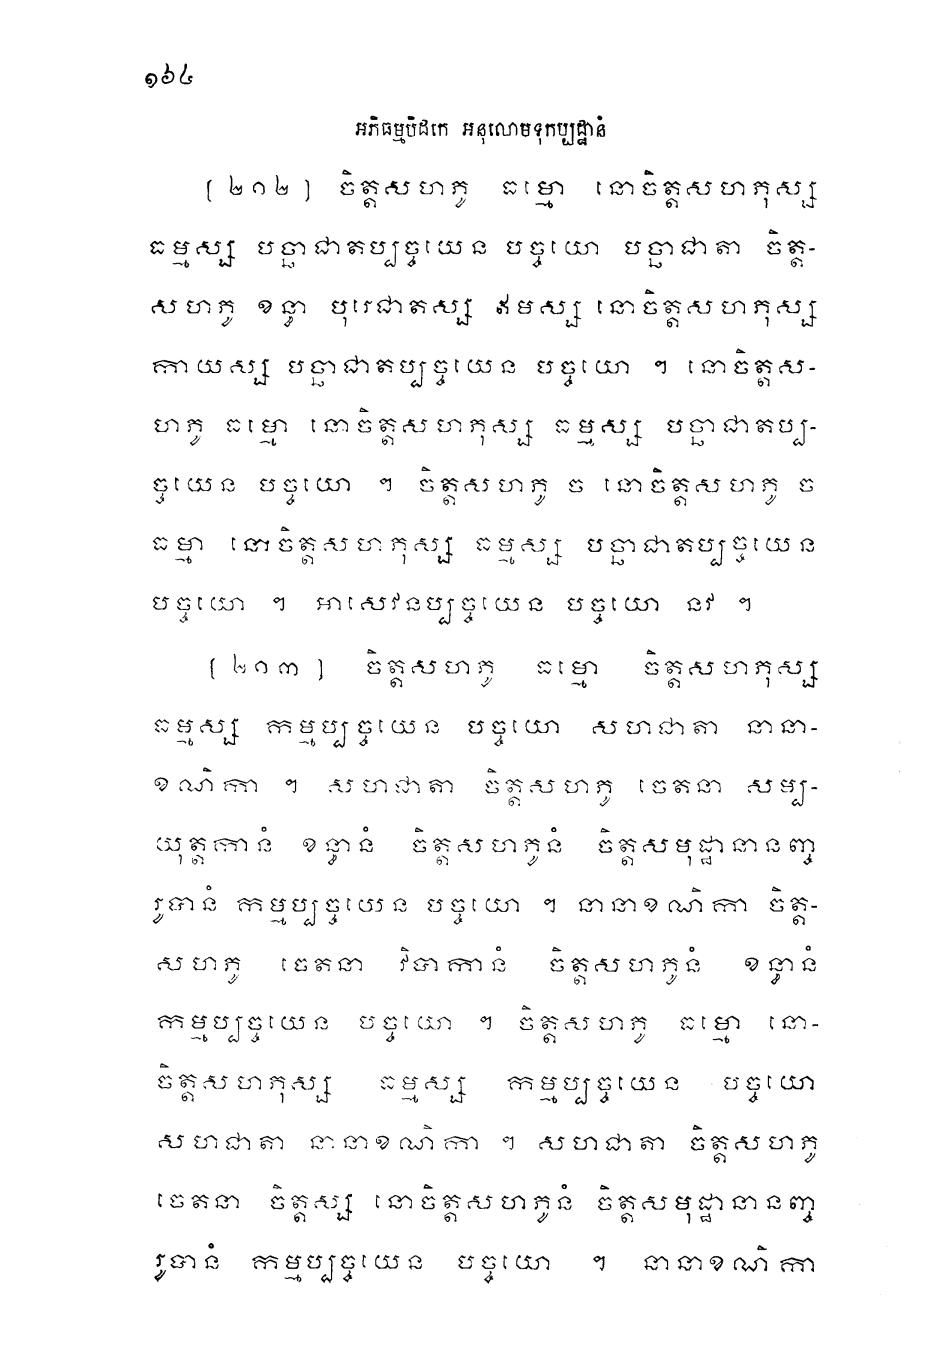 ១៦៤
អភិធម្មបិដកេ អនុលោមទុកប្បដ្ឋានំ
[២១២] ចិត្តសហភូ ធម្មោ នោចិត្តសហភុស្ស
ធម្មស្ស បច្ឆាជាតប្បច្ចយេន បច្ចយោ បច្ឆាជាតា ចិត្ត-
សហភូ ខន្ធា បុរេជាតស្ស ឥមស្ស នោចិត្តសហភុស្ស
កាយស្ស បច្ឆាជាតប្បច្ចយេន បច្ចយោ ។ នោចិត្តស-
ហភូ ធម្មោ នោចិត្តសហភុស្ស ធម្មស្ស បច្ឆាជាតប្ប-
ច្ចយេន បច្ចយោ ។ ចិត្តសហភូ ច នោចិត្តសហភូ ច
ធម្មា នោចិត្តសហភុស្ស ធម្មស្ស បច្ឆាជាតប្បច្ចយេន
បច្ចយោ ។ អាសេវនប្បច្ចយេន បច្ចយោ នវ ។
[២១៣] ចិត្តសហភូ ធម្មោ ចិត្តសហភុស្ស
ធម្មស្ស កម្មប្បច្ចយេន បច្ចយោ សហជាតា នានា-
ខណិកា ។ សហជាតា ចិត្តសហភូ ចេតនា សម្ប-
យុត្តកានំ ខន្ធានំ ចិត្តសហភូនំ ចិត្តសមុដ្ឋានានញ្ច
រូបានំ កម្មប្បច្ចយេន បច្ចយោ ។ នានាខណិកា ចិត្ត-
សហភូ ចេតនា វិបាកានំ ចិត្តសហភូនំ ខន្ធានំ
កម្មប្បច្ចយេន បច្ចយោ ។ ចិត្តសហភូ ធម្មោ នោ-
ចិត្តសហភុស្ស ធម្មស្ស កម្មប្បច្ចយេន បច្ចយោ
សហជាតា នានាខណិកា ។ សហជាតា ចិត្តសហភូ
ចេតនា ចិត្តស្ស នោចិត្តសហភូនំ ចិត្តសមុដ្ឋានានញ្ច
រូបានំ កម្មប្បច្ចយេន បច្ចយោ ។ នានាខណិកា